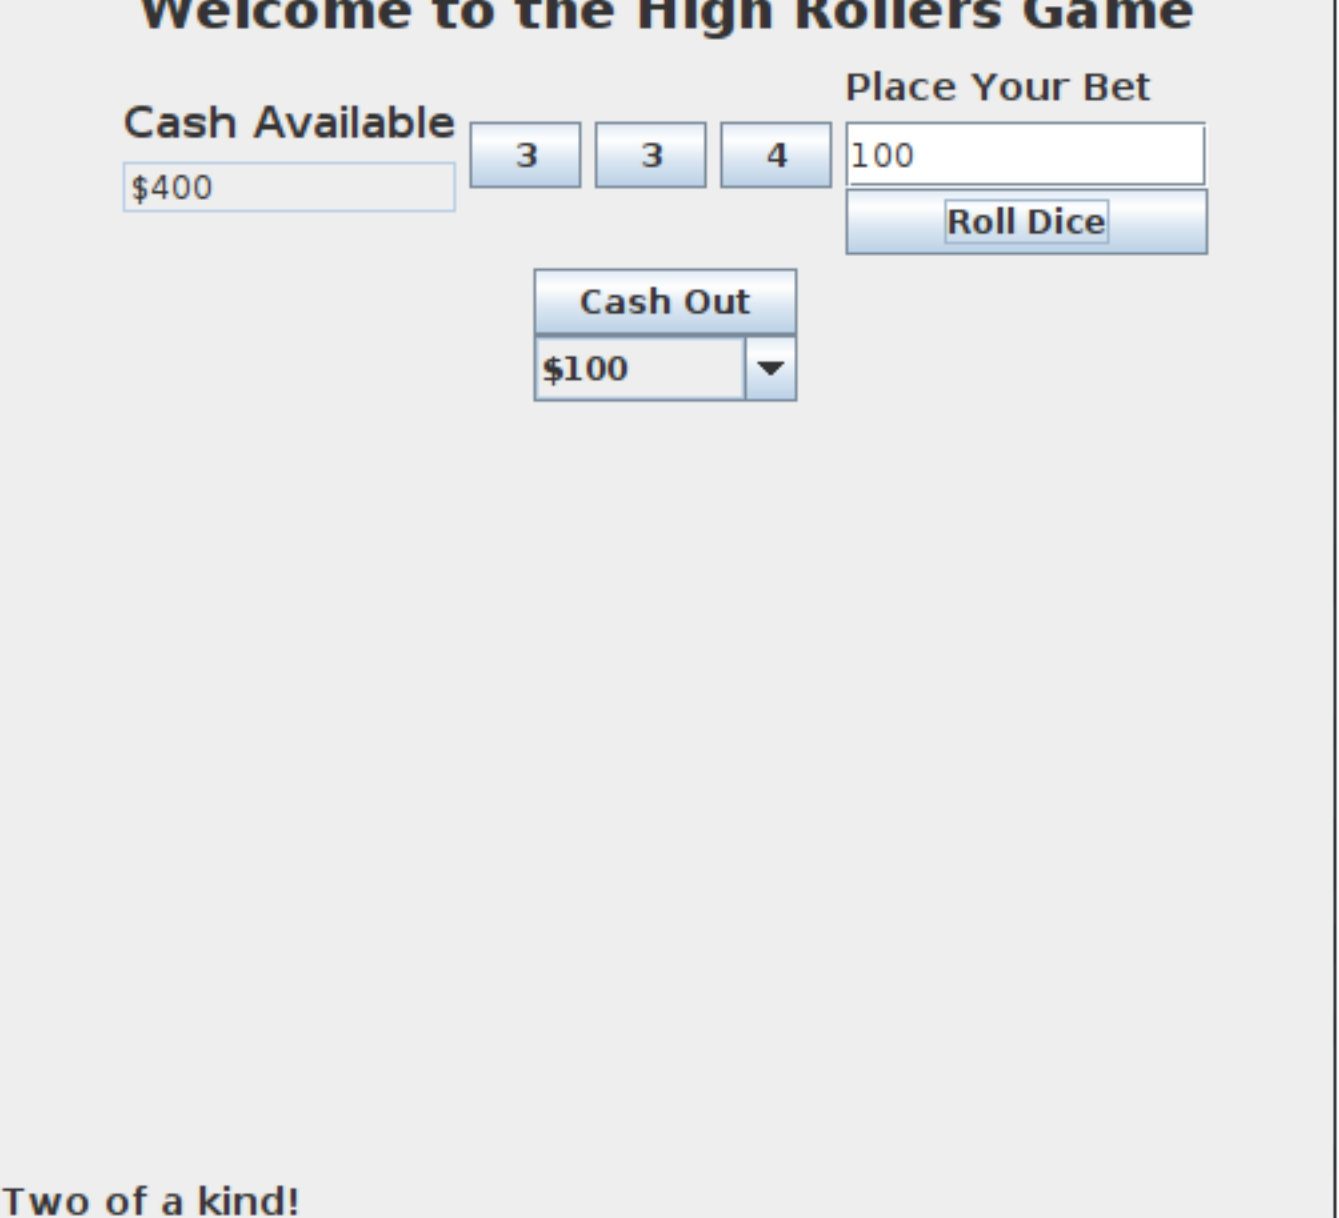 Welcome to the High Rollers Game
Cash Available
$400
3 3 4
Place Your Bet
100
Roll Dice
Cash Out
$100
Two of a kind!